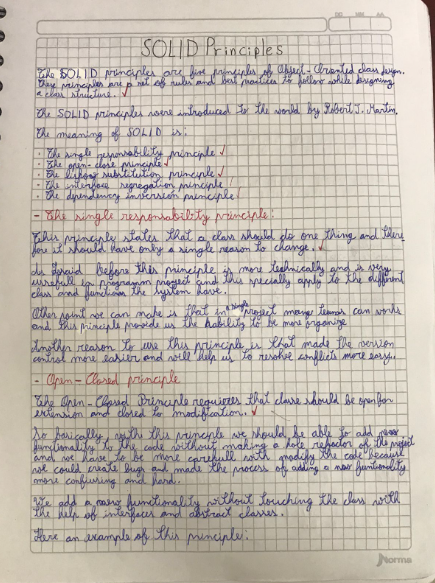 SOLID Principles
The SOLID principles are five principles of Object-Oriented class design.
These principles are a set of rules and best practices to follow while designing
a class structure.
The SOLID principles were introduced to the world by Robert J. Martin.
The meaning of SOLID is:
· The single responsability principle
· The open-close principle
· The liskov substitution principle
· The interface segregation principle
· The dependency inversion principle
- The single responsability principle:
This principle states that a class should do one thing and there
for it should have only a single reason to change.
As I said before this principle is more technically and is very
usefull in programm project and this specially apply to the different
class and functions the system have.
Other point we can make is that in a single project many teams can works
and this principle provide us the hability to be more organize
Another reason to use this principle is that made the version
control more easier and will help us to resolve conflicts more easy.
- Open-Closed principle
The Open-Closed Principle requires that should be open for
extension and closed to modification.
So basically with this principle we should be able to add new
functionality to the code without making a hole refactor of the project
and we have to be more carefull with modify the code because
we could create bug and made the process of adding a new funtionality
more confusing and hard.
We add a new functionality without touching the class with
the help of interfaces and abstract classes.
Here an example of this principle.
Norma